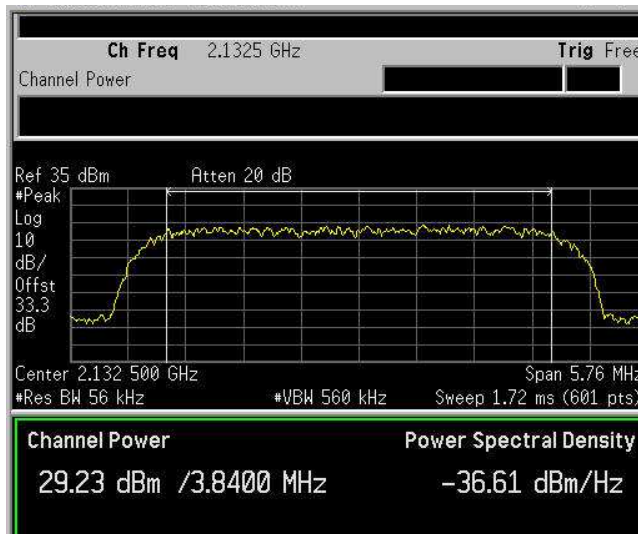 Ch Freq 2.1325 GHz Trig Free
Channel Power
Ref 35 dBm Atten 20 dB
#Peak
Log
10
dB/
Offst
33.3
dB
Center 2.132 500 GHz Span 5.76 MHz
#Res BW 56 kHz #VBW 560 kHz Sweep 1.72 ms (601 pts)
Channel Power Power Spectral Density
29.23 dBm /3.8400 MHz -36.61 dBm/Hz